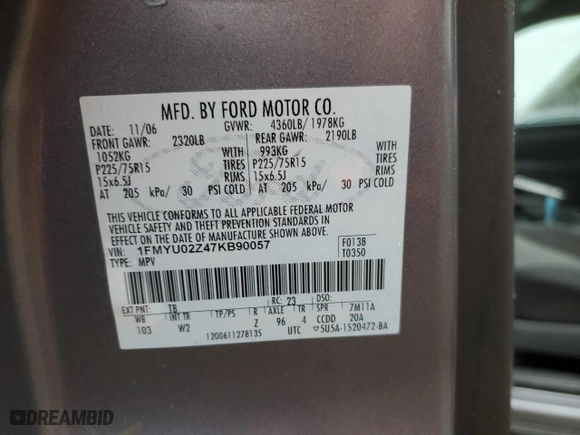 MFD. BY FORD MOTOR CO.
DATE: 11/06 GVWR: 4360LB/1978KG
FRONT GAWR: 2320LB REAR GAWR: 2190LB
1052KG WITH 993KG WITH
P225/75R15 TIRES P225/75R15 TIRES
15x6.5J RIMS 15x6.5J RIMS
AT 205 kPa/ 30 PSI COLD AT 205 kPa/ 30 PSI COLD
THIS VEHICLE CONFORMS TO ALL APPLICABLE FEDERAL MOTOR
VEHICLE SAFETY AND THEFT PREVENTION STANDARDS IN
EFFECT ON THE DATE OF MANUFACTURE SHOWN ABOVE.
VIN: 1FMYU02Z47KB90057 F0138
TYPE: MPV T0350
EXT PNT: T8 RC: 23 DSO:
WB INT TR TP/PS R AXLE TR SPR 7M11A
103 W2 Z 96 4 CCDD 20A
1200611278135 UTC 5U5A-1520472-BA
DREAMBID